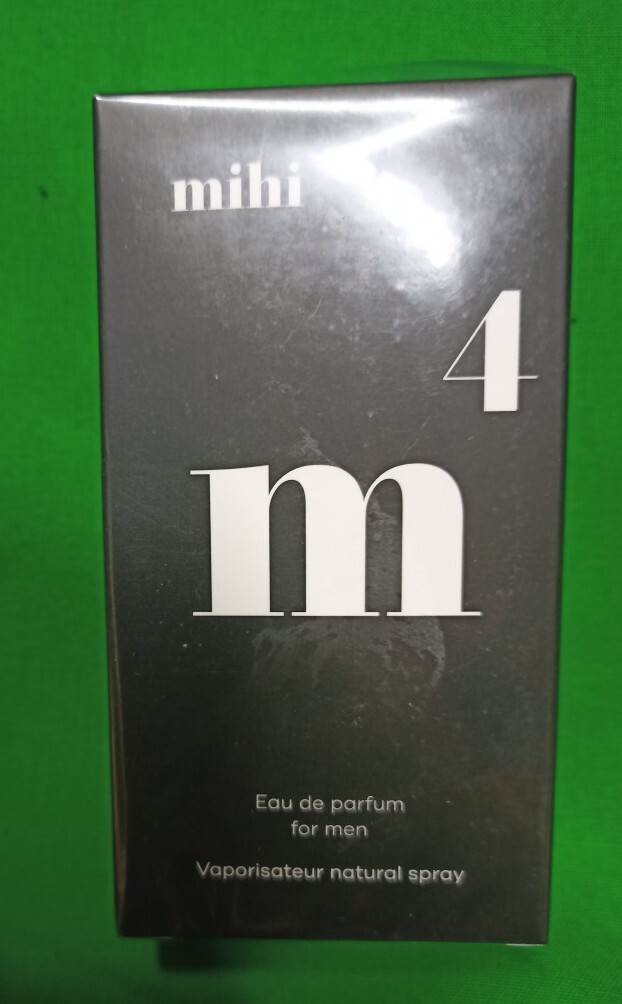 mihi
4
m
Eau de parfum
for men
Vaporisateur natural spray